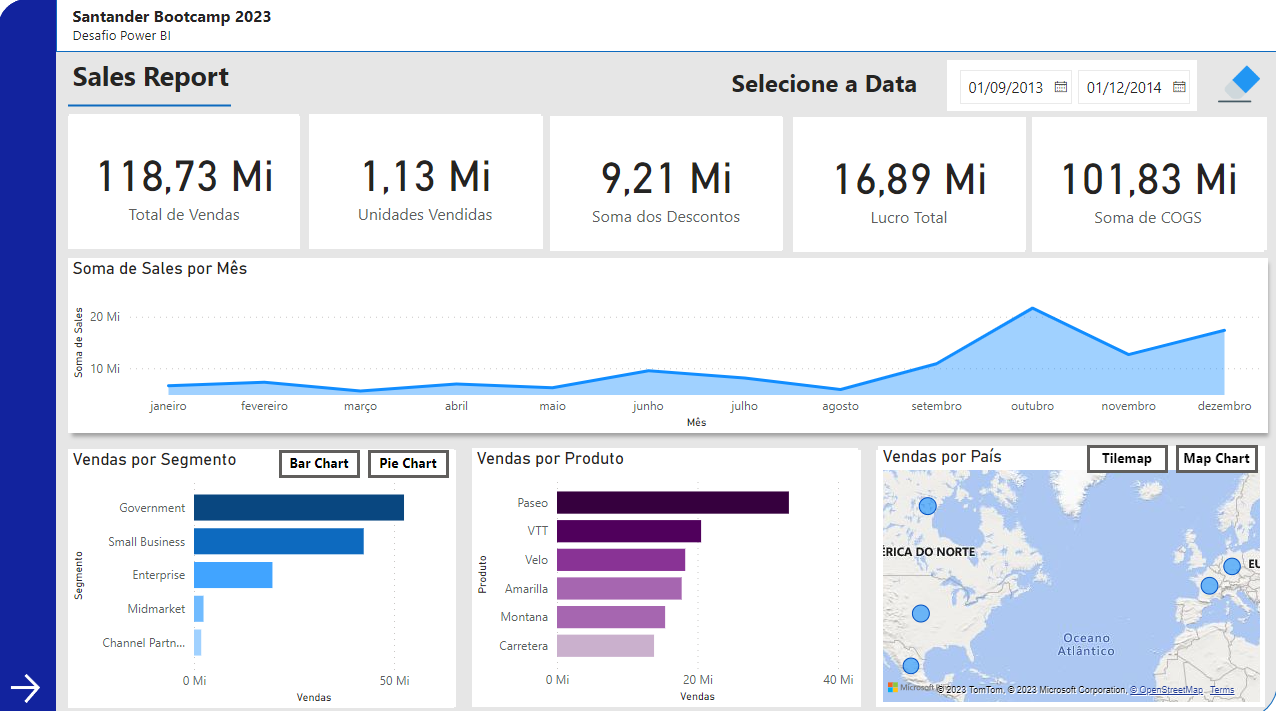 Santander Bootcamp 2023
Desafio Power BI
Sales Report
Selecione a Data
01/09/2013
01/12/2014
118,73 Mi
Total de Vendas
1,13 Mi
Unidades Vendidas
9,21 Mi
Soma dos Descontos
16,89 Mi
Lucro Total
101,83 Mi
Soma de COGS
Soma de Sales por Mês
Soma de Sales
20 Mi
10 Mi
janeiro fevereiro março abril maio junho julho agosto setembro outubro novembro dezembro
Mês
Vendas por Segmento
Bar Chart
Pie Chart
Segmento
Government
Small Business
Enterprise
Midmarket
Channel Partn...
0 Mi 50 Mi
Vendas
Vendas por Produto
Produto
Paseo
VTT
Velo
Amarilla
Montana
Carretera
0 Mi 20 Mi 40 Mi
Vendas
Vendas por País
Tilemap
Map Chart
ÉRICA DO NORTE
EU
Oceano
Atlântico
Microsoft
© 2023 TomTom, © 2023 Microsoft Corporation, © OpenStreetMap Terms